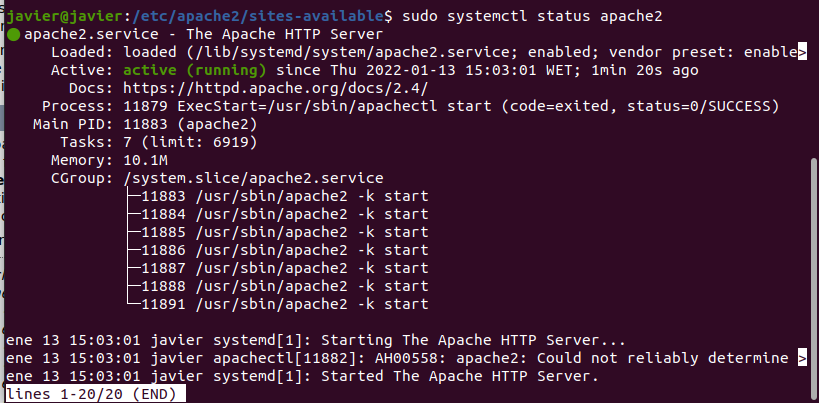 javier@javier:/etc/apache2/sites-available$ sudo systemctl status apache2
● apache2.service - The Apache HTTP Server
Loaded: loaded (/lib/systemd/system/apache2.service; enabled; vendor preset: enable>
Active: active (running) since Thu 2022-01-13 15:03:01 WET; 1min 20s ago
Docs: https://httpd.apache.org/docs/2.4/
Process: 11879 ExecStart=/usr/sbin/apachectl start (code=exited, status=0/SUCCESS)
Main PID: 11883 (apache2)
Tasks: 7 (limit: 6919)
Memory: 10.1M
CGroup: /system.slice/apache2.service
├─11883 /usr/sbin/apache2 -k start
├─11884 /usr/sbin/apache2 -k start
├─11885 /usr/sbin/apache2 -k start
├─11886 /usr/sbin/apache2 -k start
├─11887 /usr/sbin/apache2 -k start
├─11888 /usr/sbin/apache2 -k start
└─11891 /usr/sbin/apache2 -k start
ene 13 15:03:01 javier systemd[1]: Starting The Apache HTTP Server...
ene 13 15:03:01 javier apachectl[11882]: AH00558: apache2: Could not reliably determine >
ene 13 15:03:01 javier systemd[1]: Started The Apache HTTP Server.
lines 1-20/20 (END)